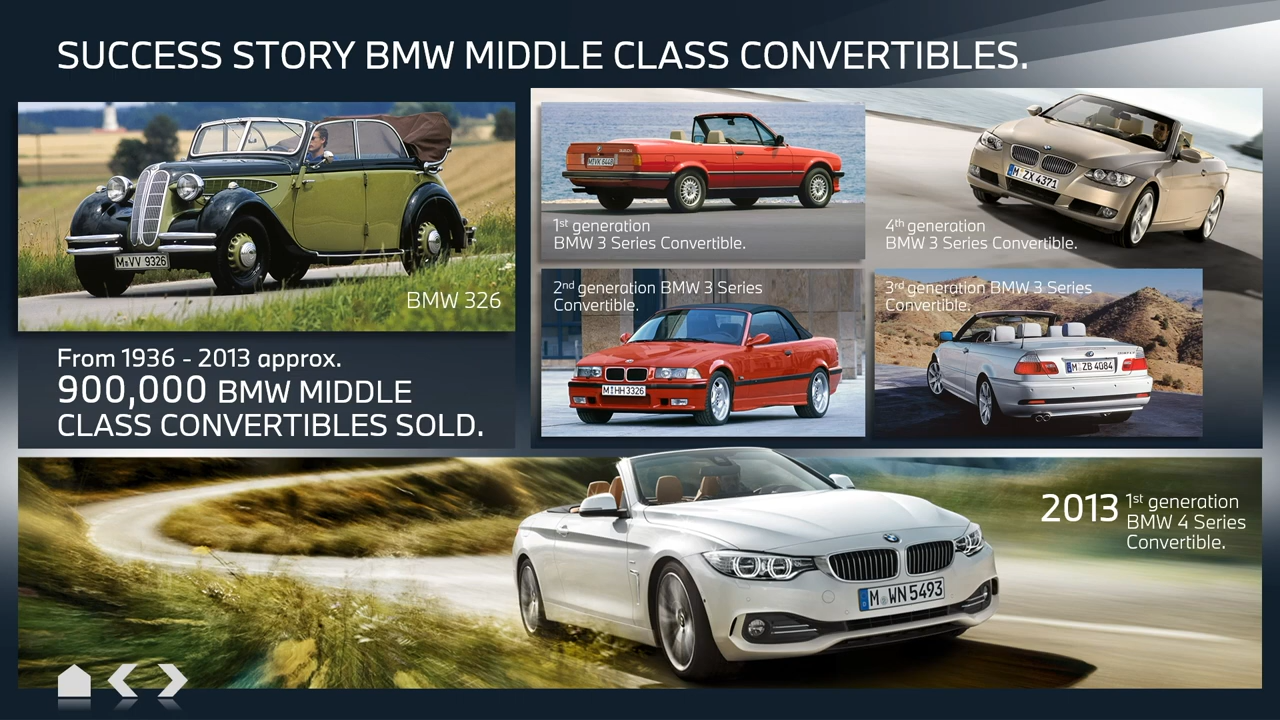 SUCCESS STORY BMW MIDDLE CLASS CONVERTIBLES.
M VV 9326
BMW 326
From 1936 - 2013 approx.
900,000 BMW MIDDLE
CLASS CONVERTIBLES SOLD.
1st generation
BMW 3 Series Convertible.
M ZX 4371
4th generation
BMW 3 Series Convertible.
2nd generation BMW 3 Series
Convertible.
M HH 3326
3rd generation BMW 3 Series
Convertible.
M ZB 4084
2013 1st generation
BMW 4 Series
Convertible.
M WN 5493